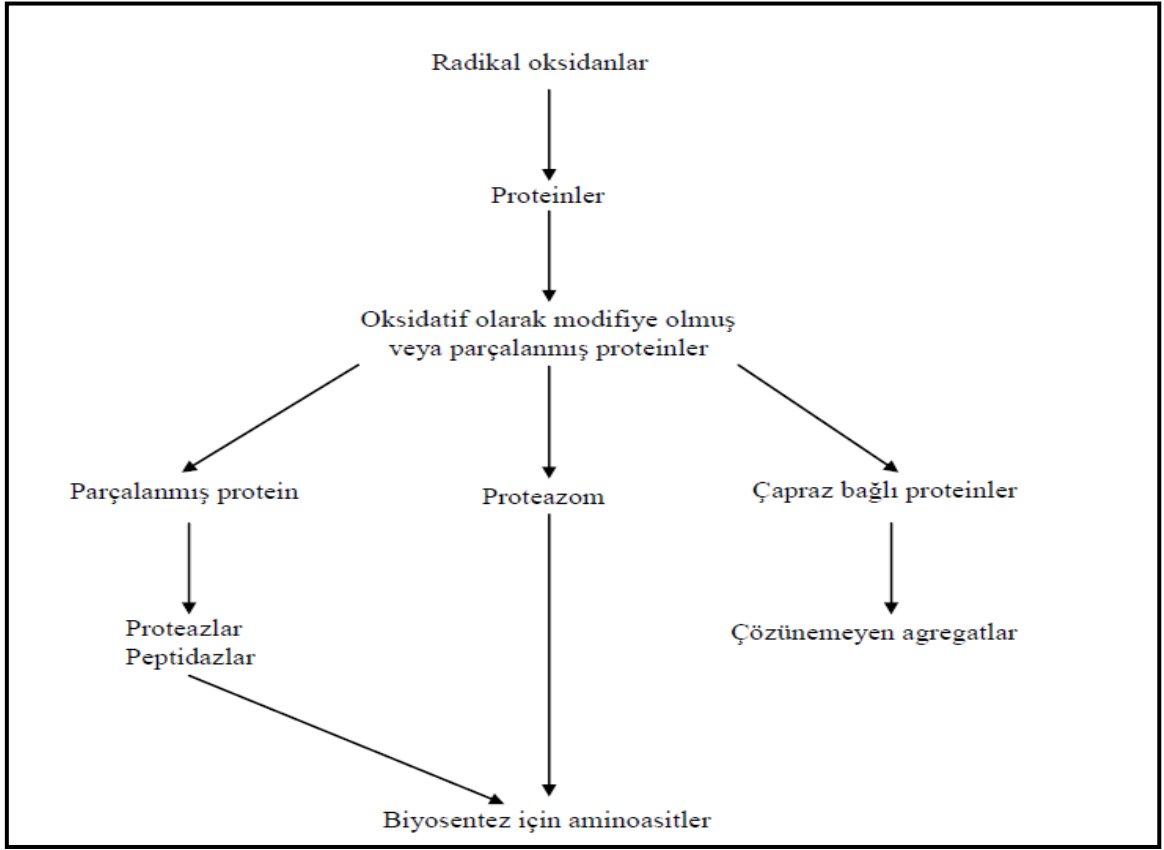 Radikal oksidanlar
Proteinler
Oksidatif olarak modifiye olmuş
veya parçalanmış proteinler
Parçalanmış protein
Proteazom
Çapraz bağlı proteinler
Proteazlar
Peptidazlar
Çözünemeyen agregatlar
Biyosentez için aminoasitler